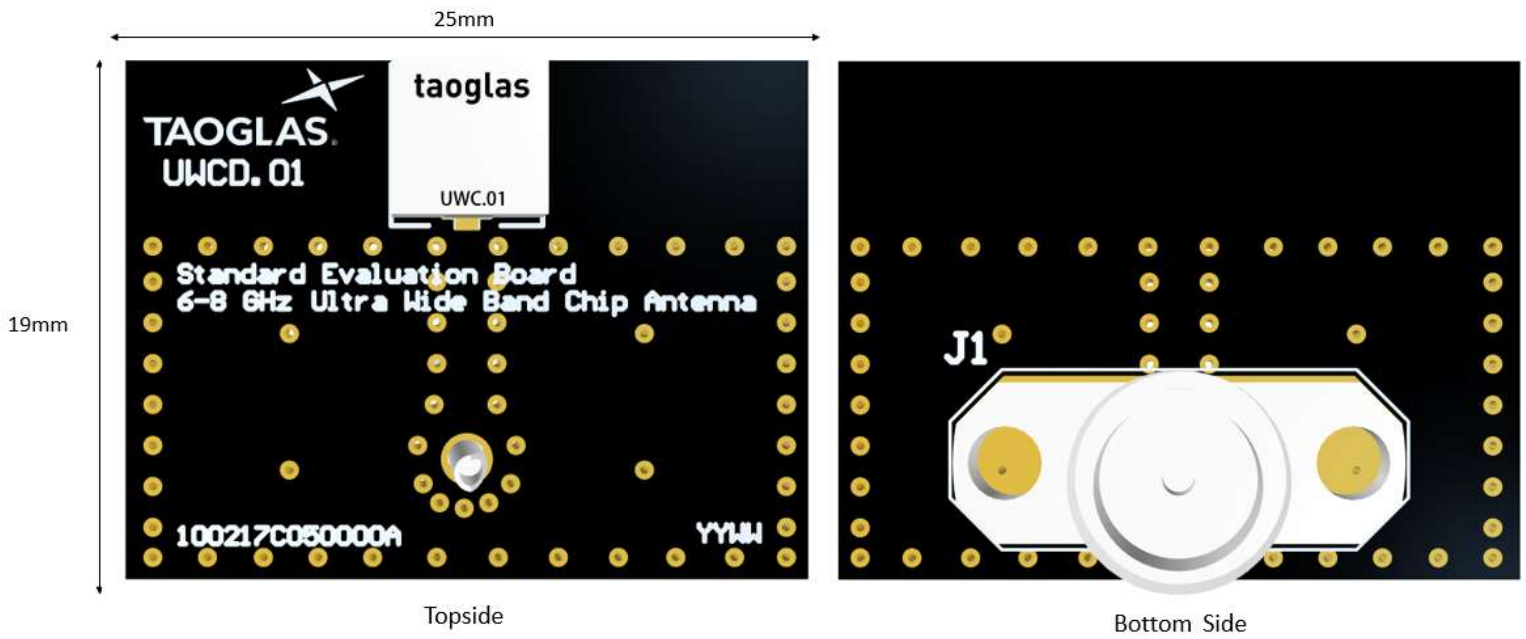 25mm
19mm
taoglas
TAOGLAS®
UWCD.01
UWC.01
Standard Evaluation Board
6-8 GHz Ultra Wide Band Chip Antenna
100217C050000A
YYWW
Topside
J1
Bottom Side